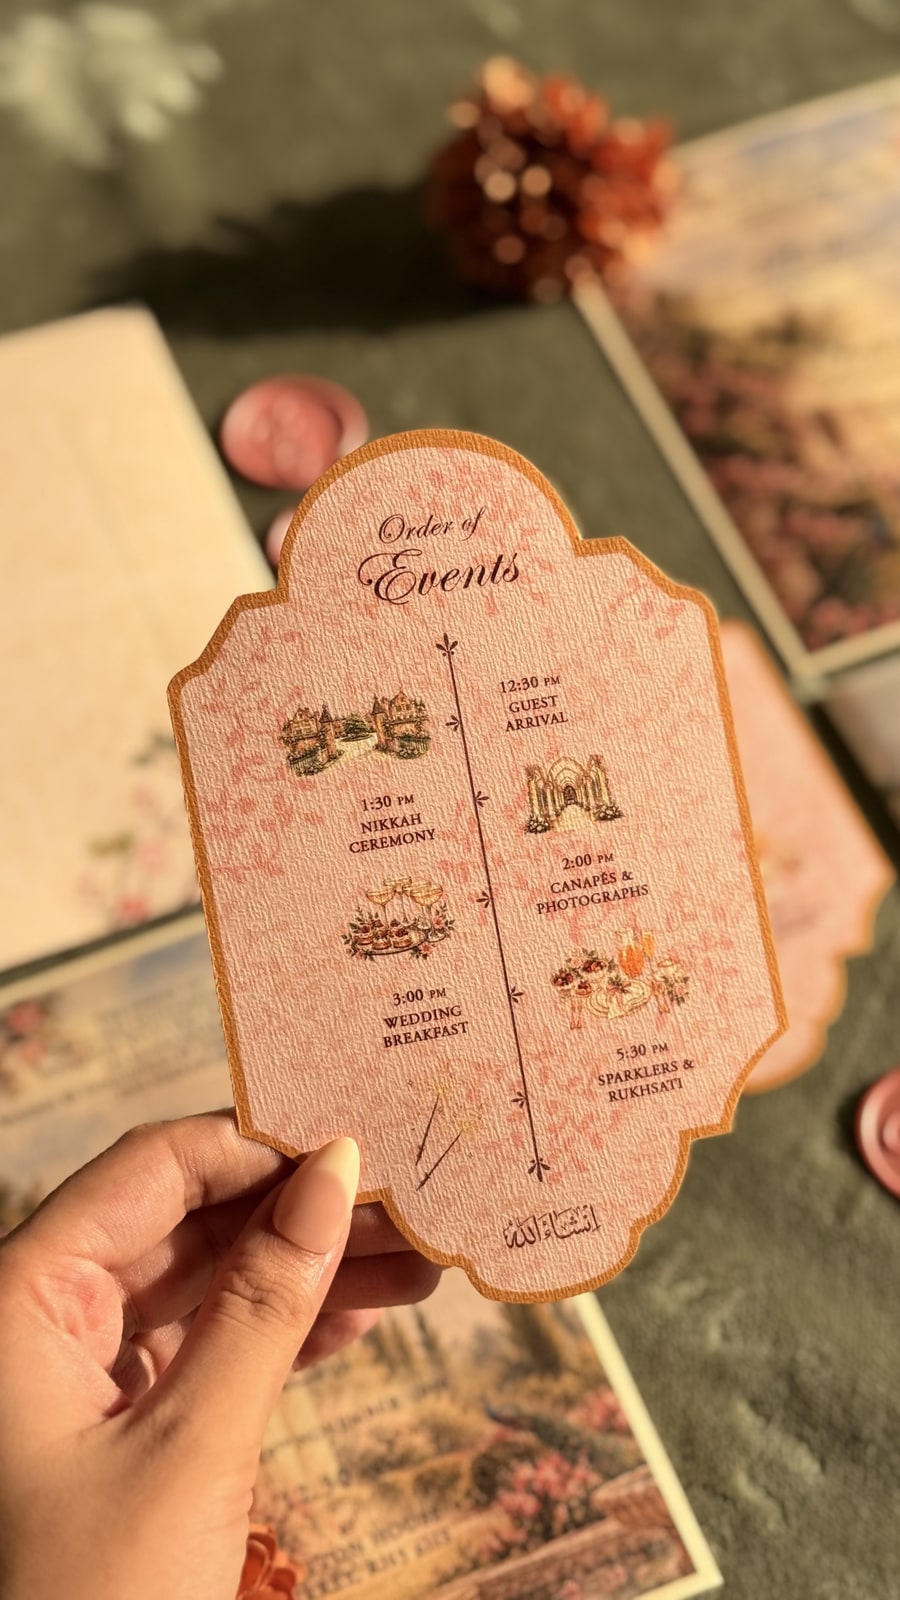 Order of
Events
12:30 PM
GUEST
ARRIVAL
1:30 PM
NIKKAH
CEREMONY
2:00 PM
CANAPÉS &
PHOTOGRAPHS
3:00 PM
WEDDING
BREAKFAST
5:30 PM
SPARKLERS &
RUKHSATI
إنشاءالله